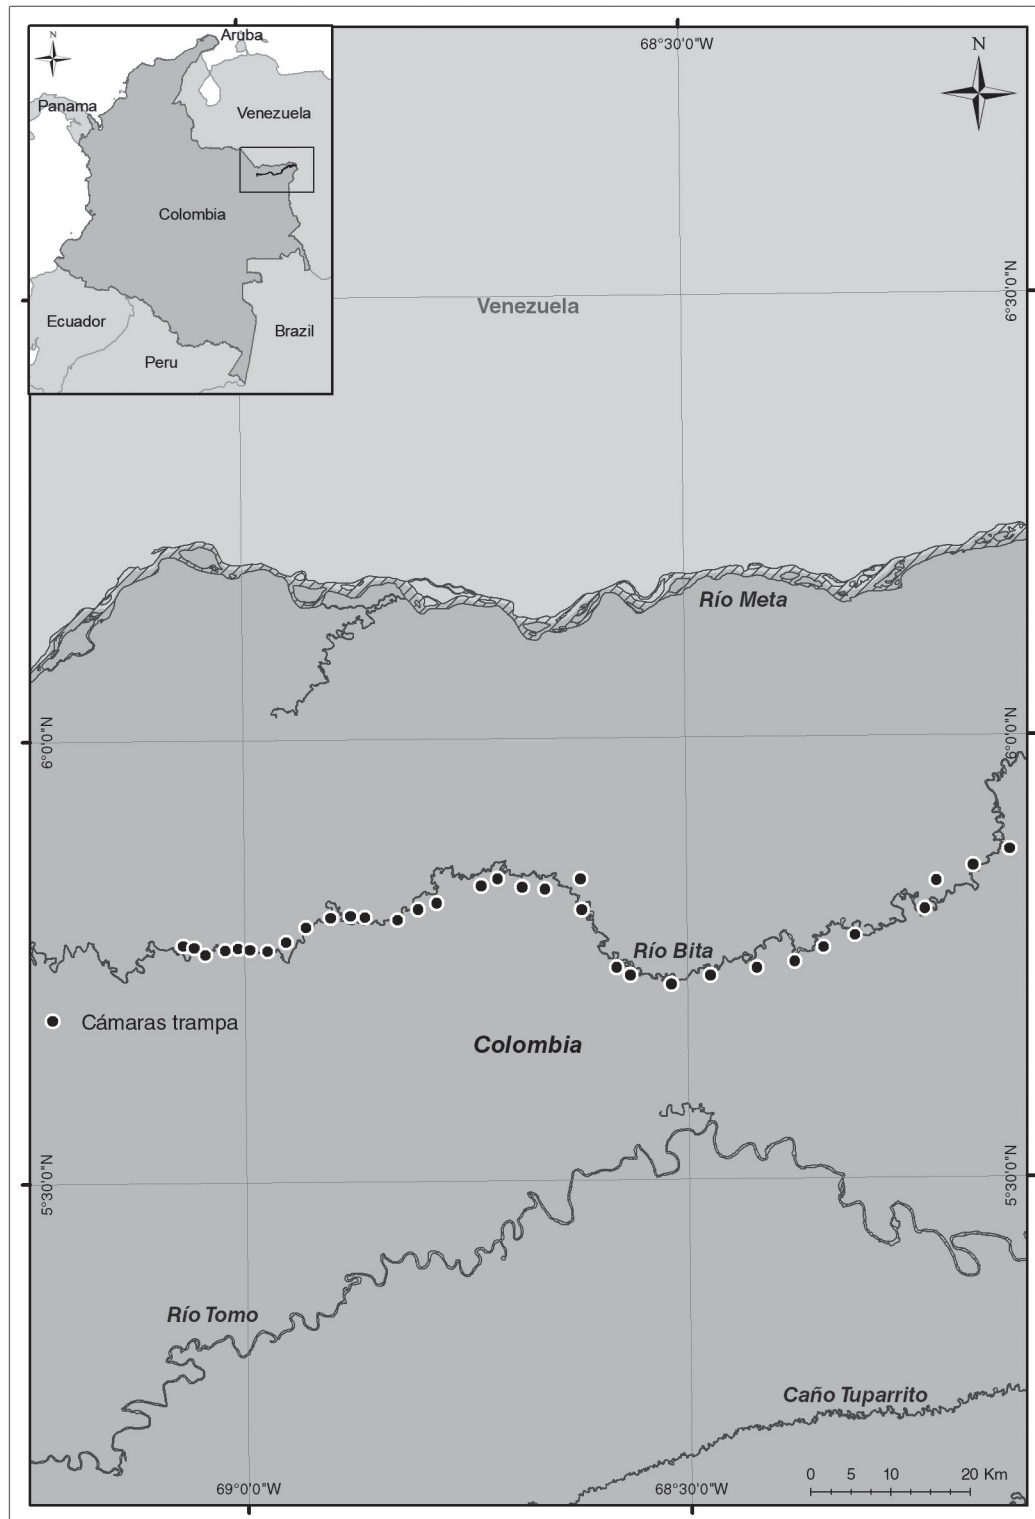 N
Aruba
Panama
Venezuela
Colombia
Ecuador
Brazil
Peru
68°30'0"W
N
6°30'0"N
Venezuela
Río Meta
6°0'0"N
6°0'0"N
Río Bita
Cámaras trampa
Colombia
5°30'0"N
5°30'0"N
Río Tomo
Caño Tuparrito
0 5 10 20 Km
69°0'0"W
68°30'0"W